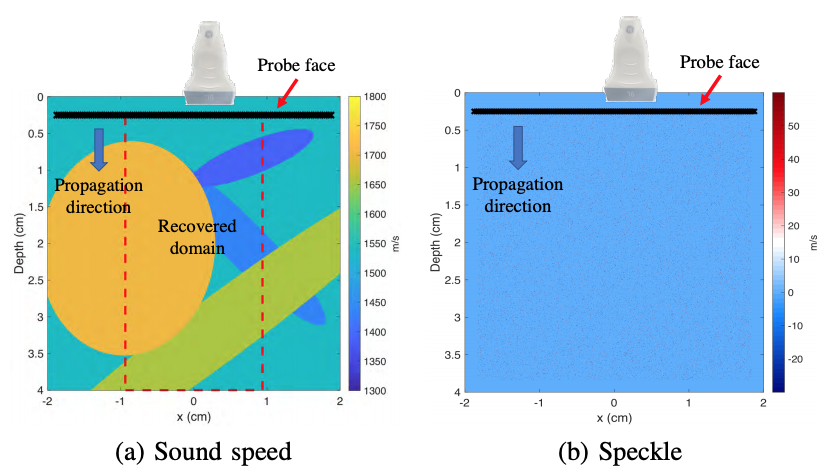 Probe face
0
0.5
1
1.5
2
2.5
3
3.5
4
Depth (cm)
Propagation
direction
Recovered
domain
-2
-1
0
1
2
x (cm)
1800
1750
1700
1650
1600
1550
1500
1450
1400
1350
1300
m/s
(a) Sound speed
Probe face
0
0.5
1
1.5
2
2.5
3
3.5
4
Depth (cm)
Propagation
direction
-2
-1
0
1
2
x (cm)
50
40
30
20
10
0
-10
-20
m/s
(b) Speckle